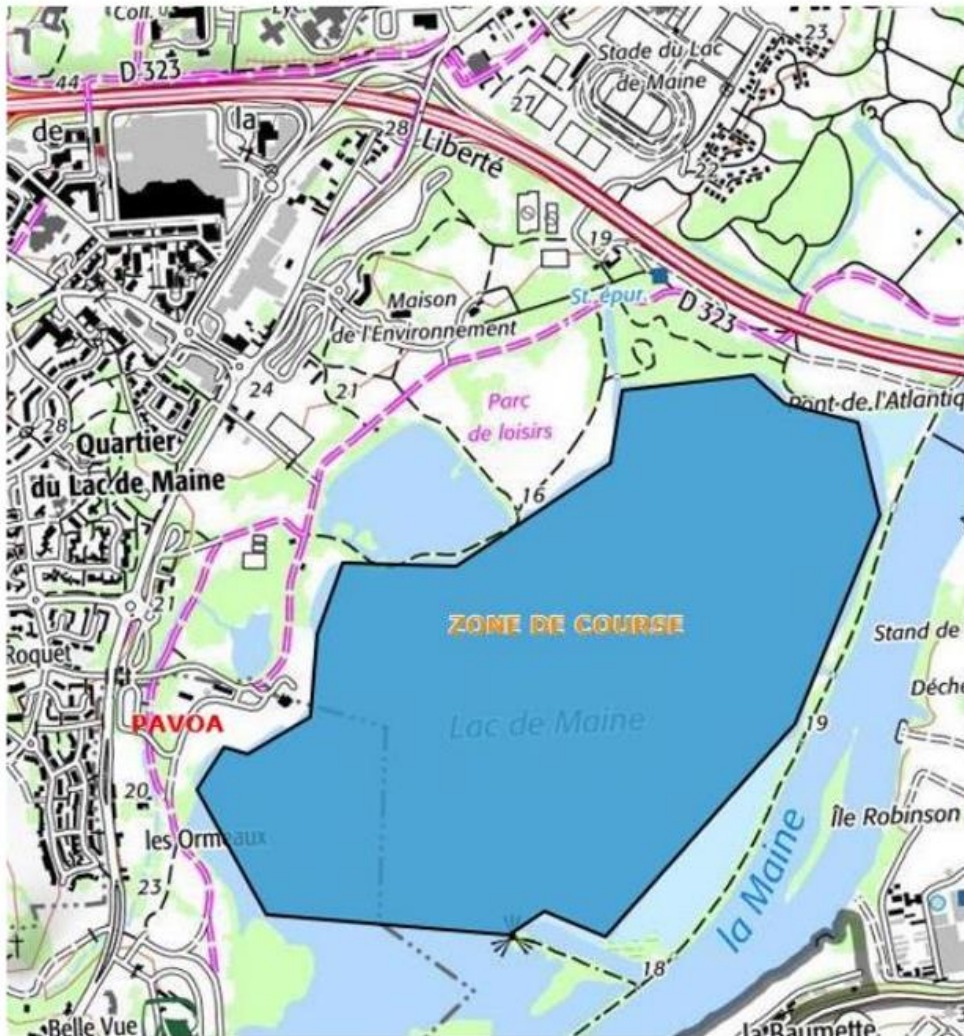 Coll.
Lyc.
D 323
44
de
la
Liberté
28
27
Stade du Lac
de Maine
23
22
19
St. épur.
D 323
Maison
de l'Environnement
Pont de l'Atlantiq
24
21
28
Parc
de loisirs
Quartier
du Lac de Maine
16
21
ZONE DE COURSE
Stand de
Roquet
Déche
PAVOA
Lac de Maine
19
20
Île Robinson
les Ormeaux
23
la Maine
18
Belle Vue
la Baumette